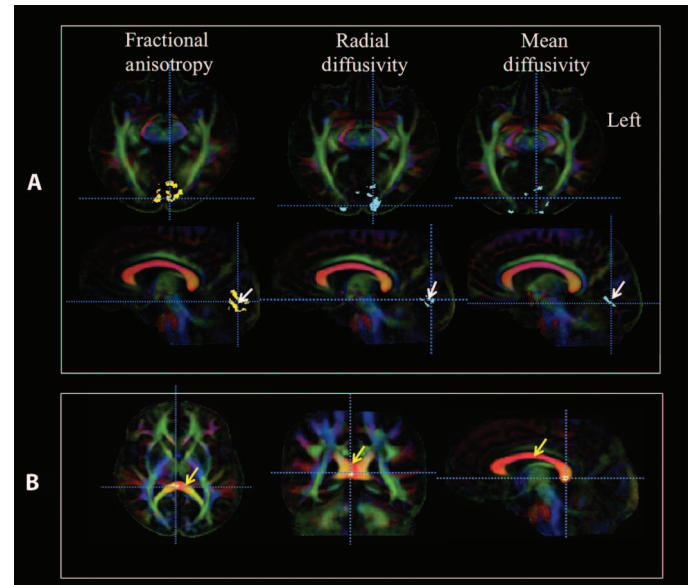 Fractional
anisotropy
Radial
diffusivity
Mean
diffusivity
Left
A
B